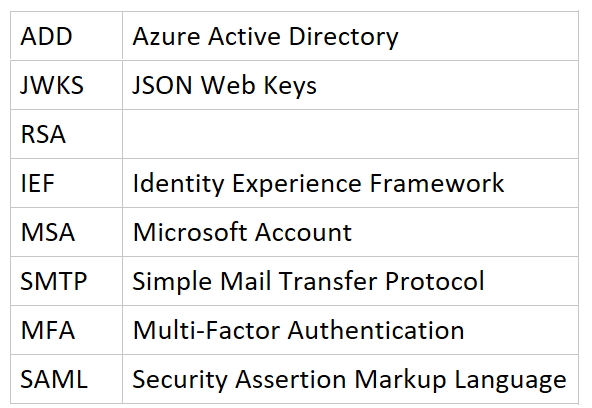 ADD Azure Active Directory
JWKS JSON Web Keys
RSA
IEF Identity Experience Framework
MSA Microsoft Account
SMTP Simple Mail Transfer Protocol
MFA Multi-Factor Authentication
SAML Security Assertion Markup Language